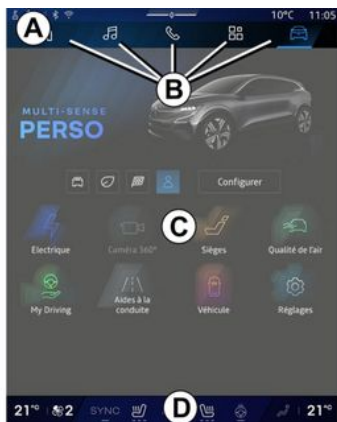 A
10°C 11:05
B
MULTI-SENSE
PERSO
Configurer
C
Électrique Caméra 360° Sièges Qualité de l'air
My Driving Aides à la conduite Véhicule Réglages
21°° 2 SYNC D 21°°